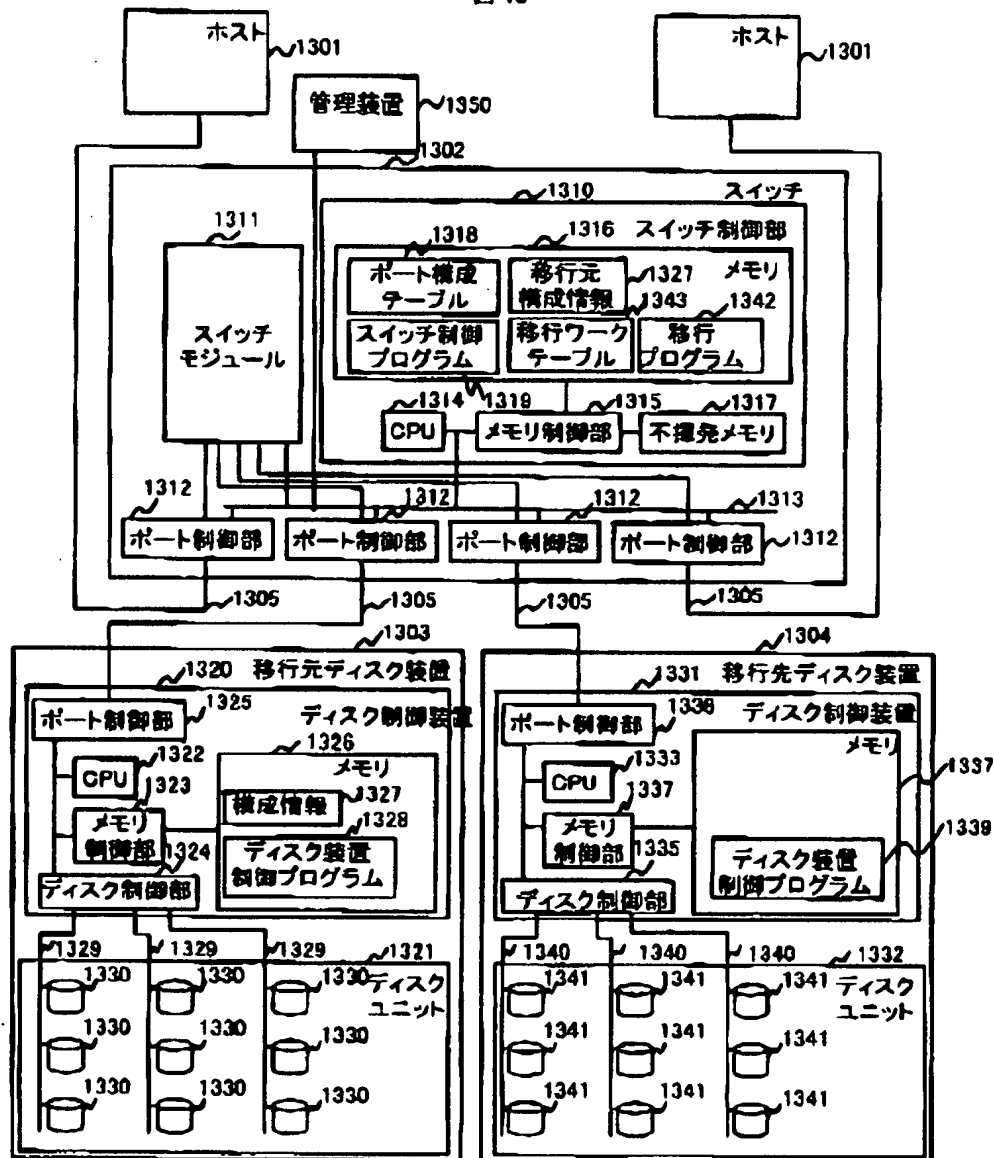 ホスト
1301
ホスト
1301
管理装置
1350
1302
スイッチ
1310
スイッチ制御部
1311
スイッチ
モジュール
1316
メモリ
1318
ポート構成
テーブル
移行元
構成情報
1327
1343
1342
スイッチ制御
プログラム
移行ワーク
テーブル
移行
プログラム
1319
1314
CPU
1315
メモリ制御部
1317
不揮発メモリ
1313
1312
ポート制御部
1312
ポート制御部
1312
ポート制御部
ポート制御部
1312
1305
1305
1305
1305
1303
移行元ディスク装置
1320
ディスク制御装置
ポート制御部
1325
1322
CPU
1323
メモリ
制御部
1324
ディスク制御部
1326
メモリ
1327
構成情報
1328
ディスク装置
制御プログラム
1329
1329
1329
1321
ディスク
ユニット
1330
1330
1330
1330
1330
1330
1330
1330
1330
1304
移行先ディスク装置
1331
ディスク制御装置
ポート制御部
1336
1333
CPU
1337
メモリ
制御部
1335
ディスク制御部
メモリ
1337
ディスク装置
制御プログラム
1339
1340
1340
1340
1332
ディスク
ユニット
1341
1341
1341
1341
1341
1341
1341
1341
1341